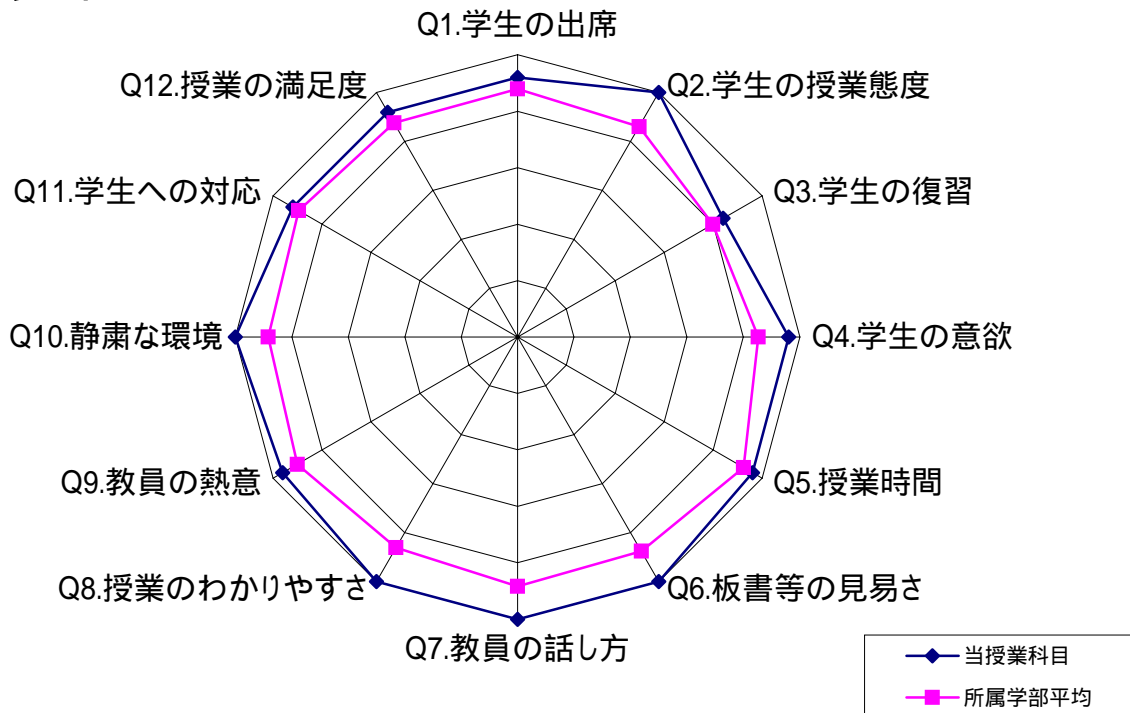 Q1.学生の出席
Q2.学生の授業態度
Q3.学生の復習
Q4.学生の意欲
Q5.授業時間
Q6.板書等の見易さ
Q7.教員の話し方
Q8.授業のわかりやすさ
Q9.教員の熱意
Q10.静粛な環境
Q11.学生への対応
Q12.授業の満足度
当授業科目
所属学部平均